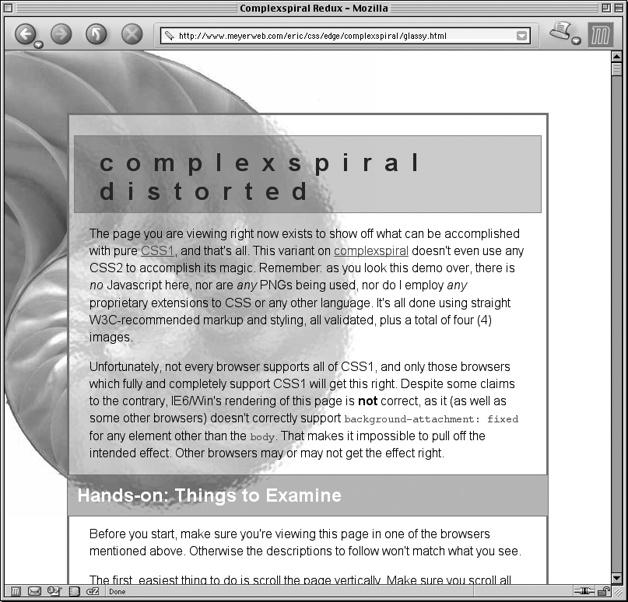 Complexspiral Redux – Mozilla
http://www.meyerweb.com/eric/css/edge/complexspiral/glassy.html
complexspiral
distorted
The page you are viewing right now exists to show off what can be accomplished
with pure CSS1, and that's all. This variant on complexspiral doesn't even use any
CSS2 to accomplish its magic. Remember: as you look this demo over, there is
no Javascript here, nor are any PNGs being used, nor do I employ any
proprietary extensions to CSS or any other language. It's all done using straight
W3C-recommended markup and styling, all validated, plus a total of four (4)
images.
Unfortunately, not every browser supports all of CSS1, and only those browsers
which fully and completely support CSS1 will get this right. Despite some claims
to the contrary, IE6/Win's rendering of this page is not correct, as it (as well as
some other browsers) doesn't correctly support background-attachment: fixed
for any element other than the body. That makes it impossible to pull off the
intended effect. Other browsers may or may not get the effect right.
Hands-on: Things to Examine
Before you start, make sure you're viewing this page in one of the browsers
mentioned above. Otherwise the descriptions to follow won't match what you see.
The first, easiest thing to do is scroll the page vertically. Make sure you scroll all
Done